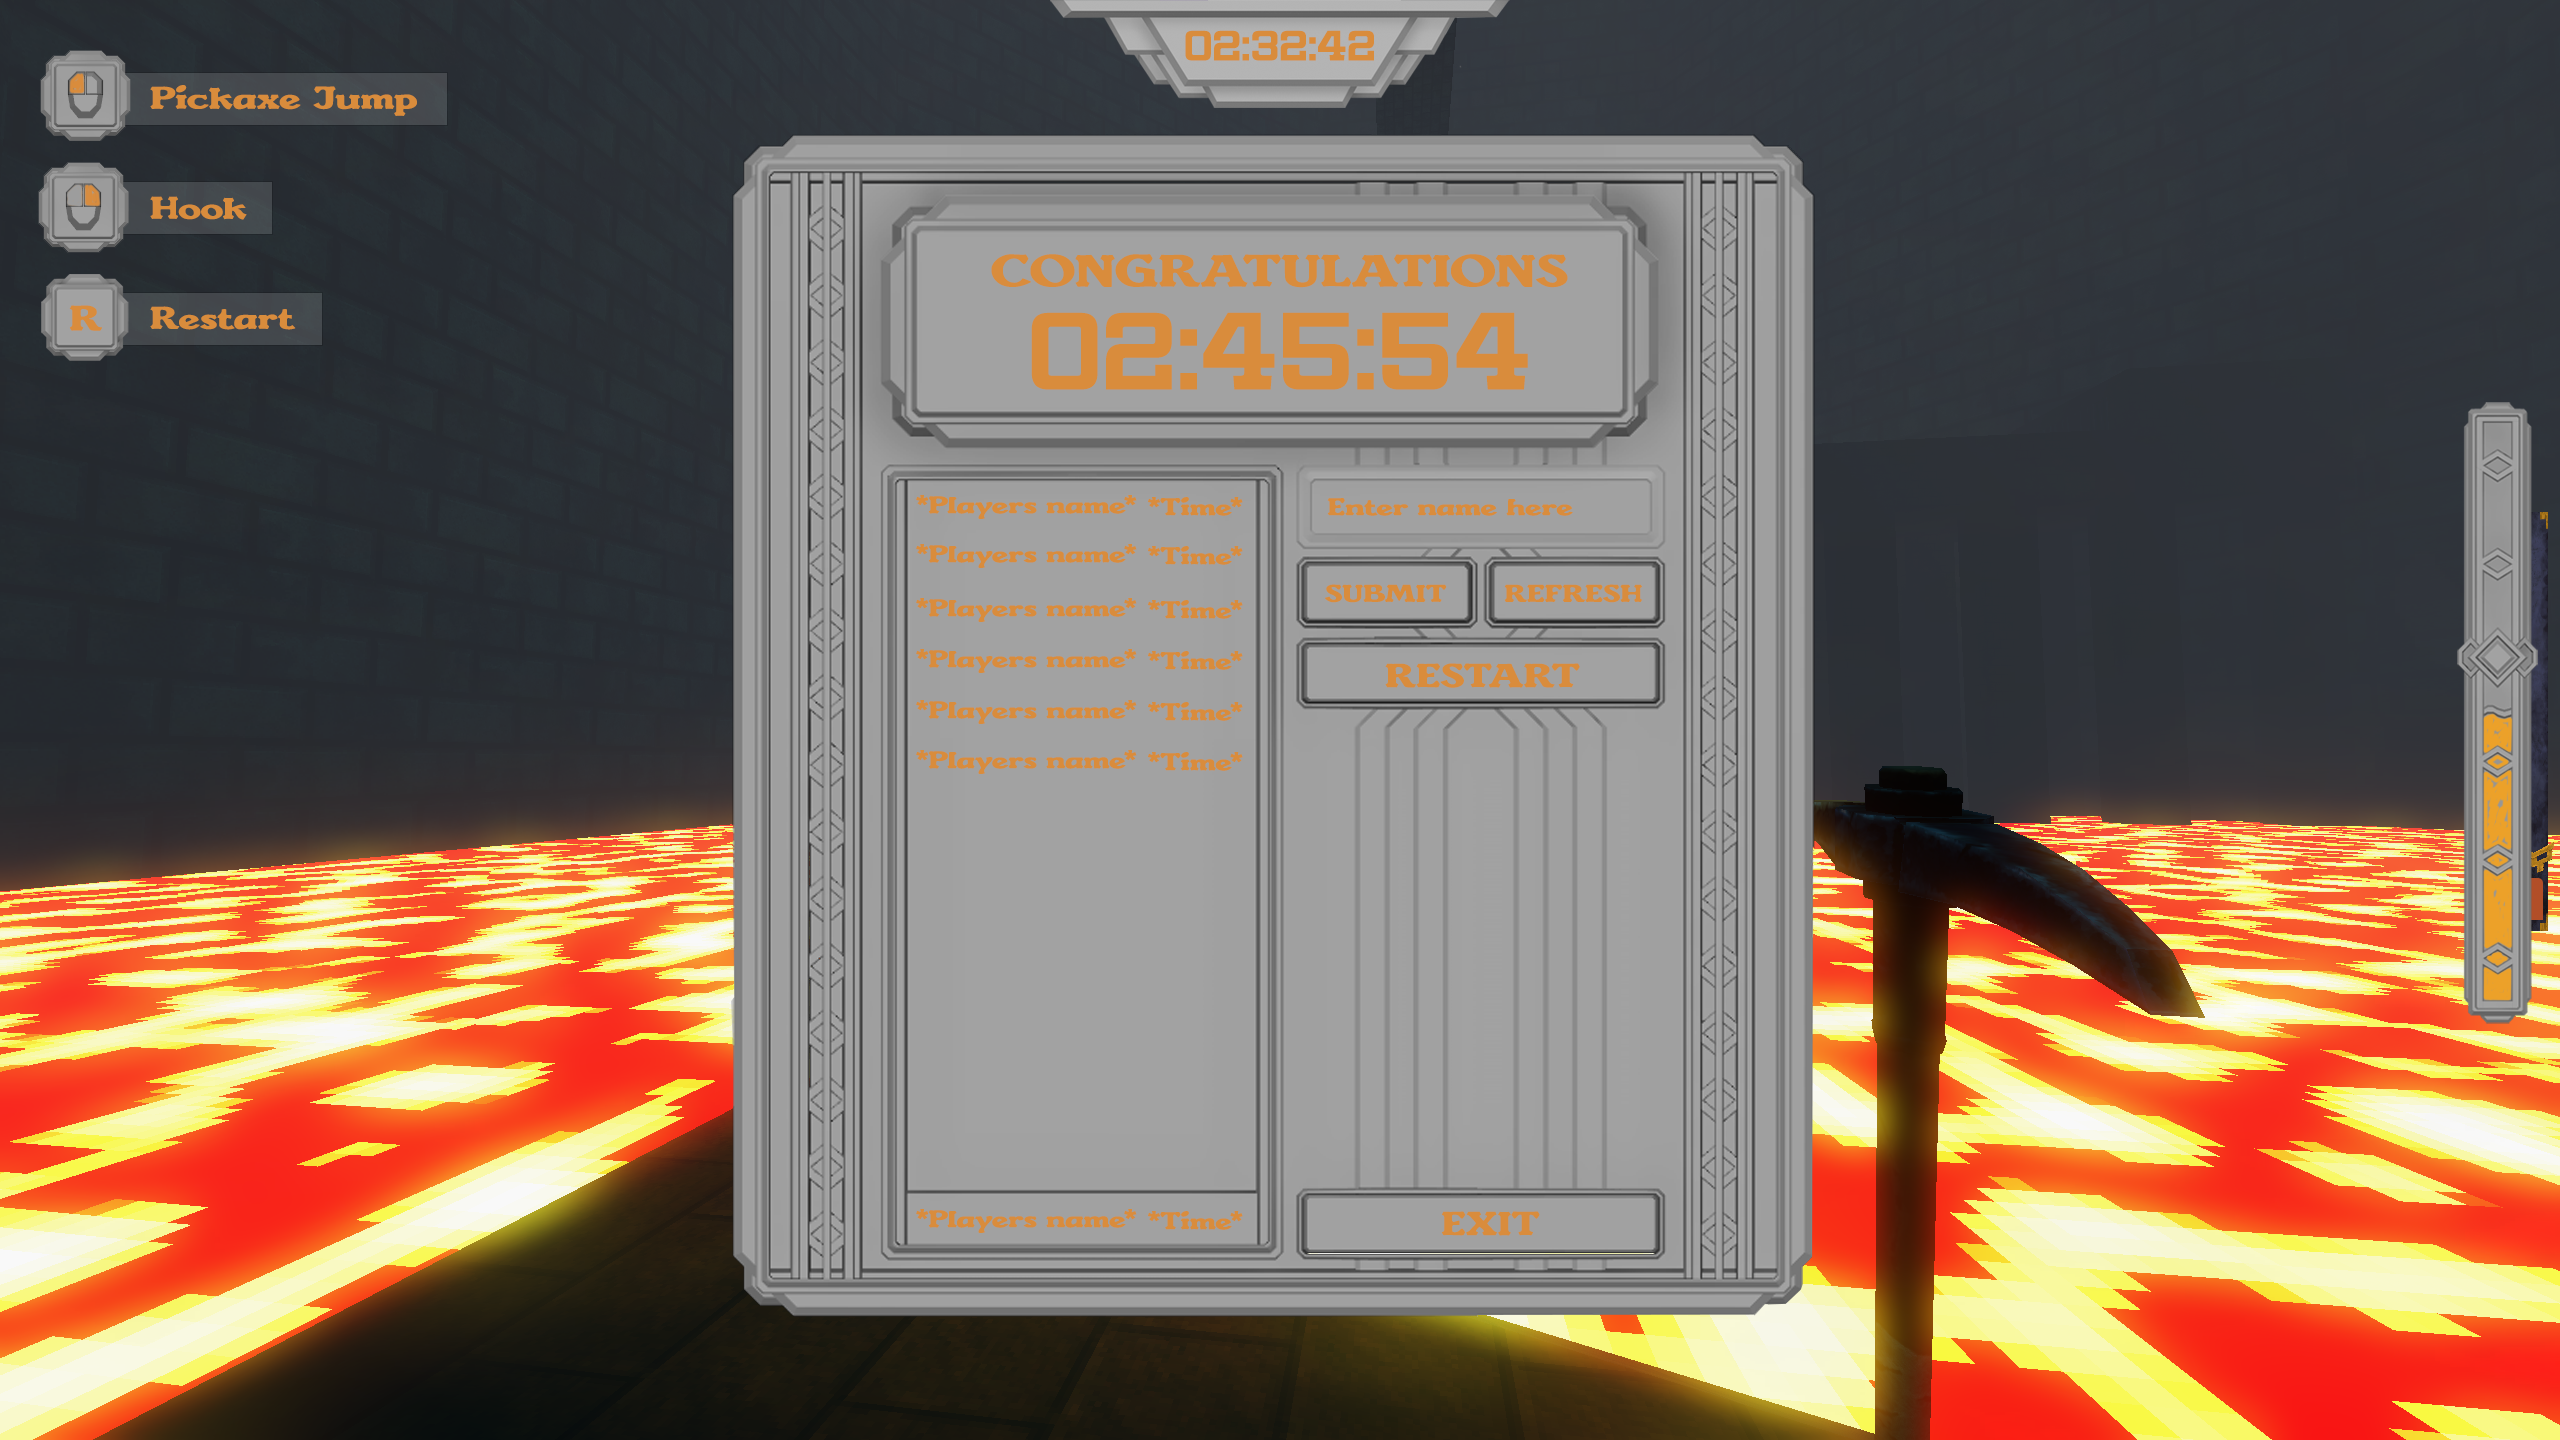 02:32:42
Pickaxe Jump
Hook
R Restart
CONGRATULATIONS
02:45:54
*Players name* *Time*
*Players name* *Time*
*Players name* *Time*
*Players name* *Time*
*Players name* *Time*
*Players name* *Time*
*Players name* *Time*
Enter name here
SUBMIT REFRESH
RESTART
EXIT